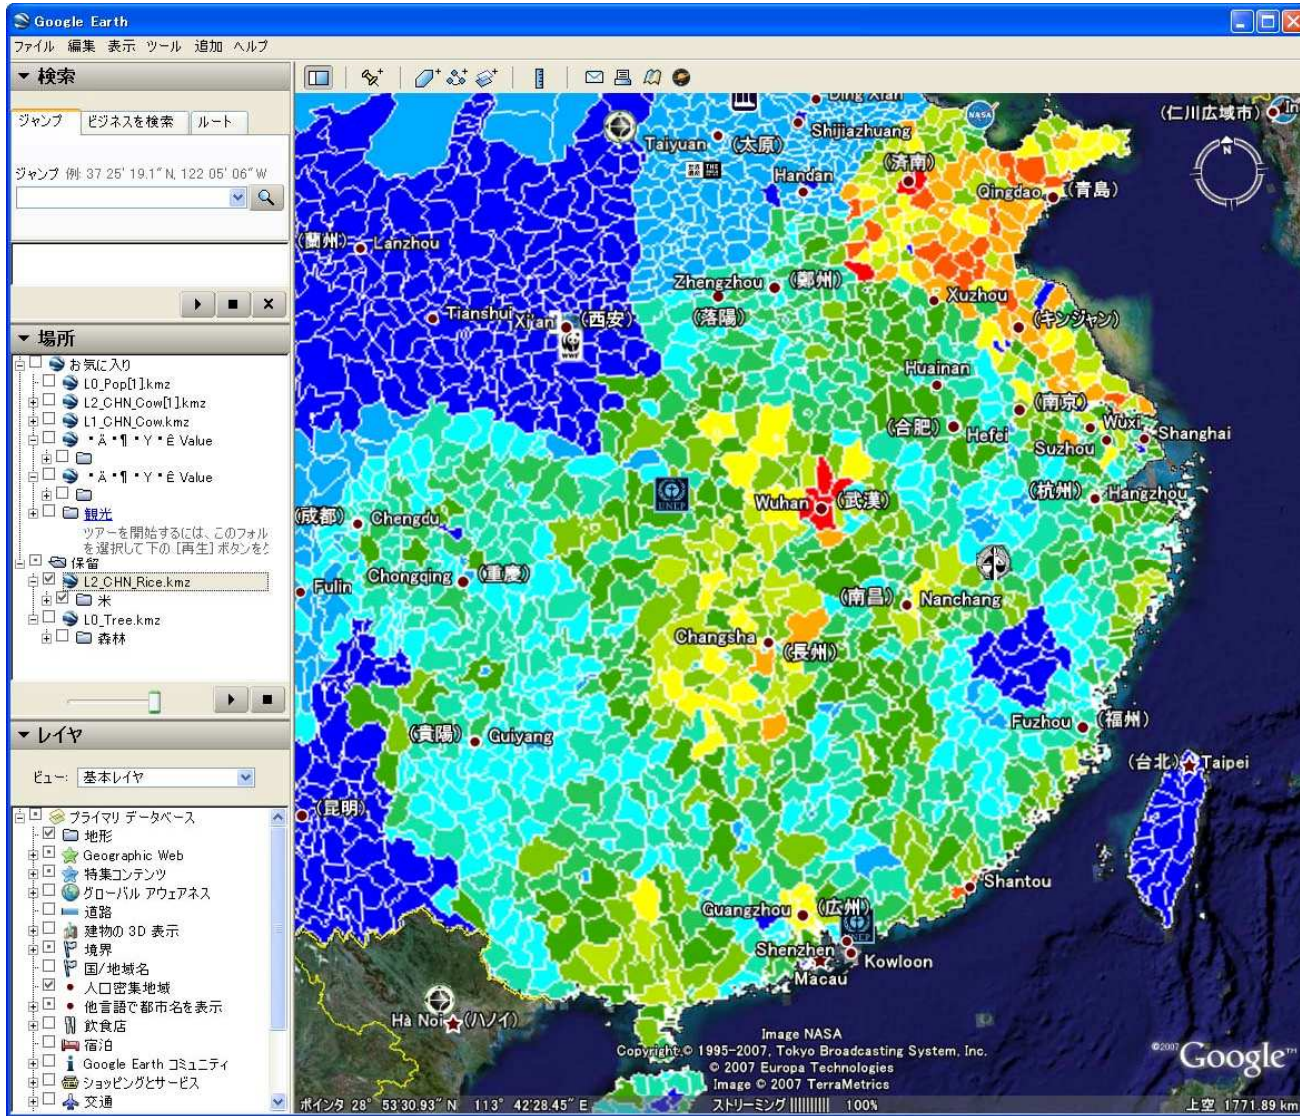 Google Earth
ファイル 編集 表示 ツール 追加 ヘルプ
検索
ジャンプ ビジネスを検索 ルート
ジャンプ 例: 37 25' 19.1" N, 122 05' 06" W
場所
お気に入り
L0_Pop[1].kmz
L2_CHN_Cow[1].kmz
L1_CHN_Cow.kmz
・Ä・¶・Y・Ê Value
・Ä・¶・Y・Ê Value
観光
ツアーを開始するには、このフォル
を選択して下の [再生] ボタンをと
保留
L2_CHN_Rice.kmz
米
L0_Tree.kmz
森林
レイヤ
ビュー: 基本レイヤ
プライマリ データベース
地形
Geographic Web
特集コンテンツ
グローバル アウェアネス
道路
建物の 3D 表示
境界
国/地域名
人口密集地域
他言語で都市名を表示
飲食店
宿泊
Google Earth コミュニティ
ショッピングとサービス
交通
Ding Xian
(仁川広域市) In
NASA
Taiyuan (太原)
Shijiazhuang
Handan
(済南)
Qingdao (青島)
N
(蘭州) Lanzhou
Zhengzhou (鄭州)
(落陽)
Xuzhou
Tianshui
Xi'an (西安)
WWF
(キンジャン)
Huainan
(南京)
(合肥) Hefei
Wuxi
Suzhou
Shanghai
UNEP
Wuhan (武漢)
(杭州) Hangzhou
(成都) Chengdu
Fulin
Chongqing (重慶)
(南昌) Nanchang
Changsha (長州)
(貴陽) Guiyang
Fuzhou (福州)
(台北) Taipei
(昆明)
Shantou
Guangzhou (広州)
UNEP
Shenzhen
Kowloon
Macau
Ha Noi (ハノイ)
Image NASA
Copyright © 1995-2007, Tokyo Broadcasting System, Inc.
© 2007 Europa Technologies
Image © 2007 TerraMetrics
©2007 Google™
ポインタ 28° 53'30.93" N 113° 42'28.45" E ストリーミング |||||||||| 100% 上空 1771.89 km